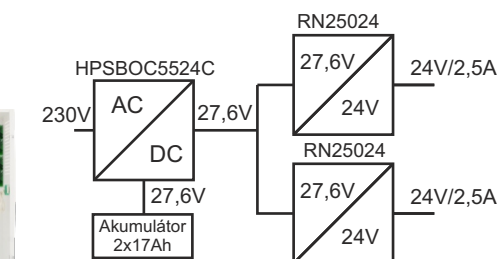 RN25024
HPSBOC5524C
27,6V
24V/2,5A
230V
AC
27,6V
24V
DC
RN25024
27,6V
27,6V
24V/2,5A
Akumulátor
2x17Ah
24V